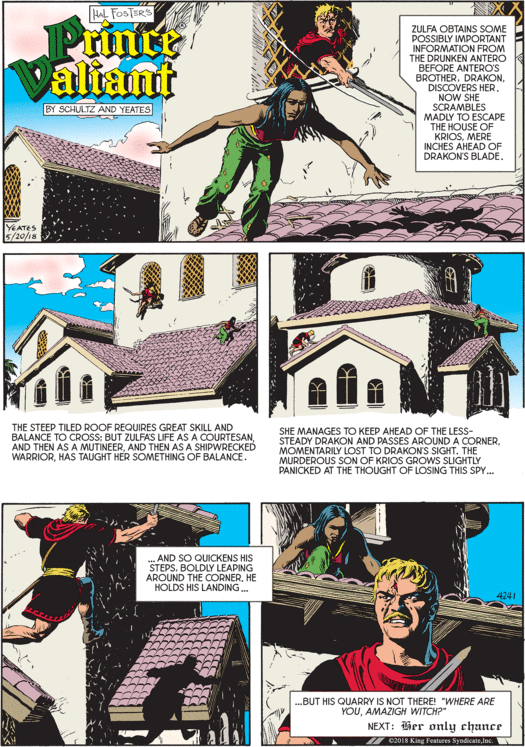 HAL FOSTER'S
Prince
Valiant
BY SCHULTZ AND YEATES
ZULFA OBTAINS SOME
POSSIBLY IMPORTANT
INFORMATION FROM
THE DRUNKEN ANTERO
BEFORE ANTERO'S
BROTHER, DRAKON,
DISCOVERS HER.
NOW SHE
SCRAMBLES
MADLY TO ESCAPE
THE HOUSE OF
KRIOS, MERE
INCHES AHEAD OF
DRAKON'S BLADE.
YEATES
5/20/18
THE STEEP TILED ROOF REQUIRES GREAT SKILL AND
BALANCE TO CROSS; BUT ZULFA'S LIFE AS A COURTESAN,
AND THEN AS A MUTINEER, AND THEN AS A SHIPWRECKED
WARRIOR, HAS TAUGHT HER SOMETHING OF BALANCE.
SHE MANAGES TO KEEP AHEAD OF THE LESS-
STEADY DRAKON AND PASSES AROUND A CORNER,
MOMENTARILY LOST TO DRAKON'S SIGHT. THE
MURDEROUS SON OF KRIOS GROWS SLIGHTLY
PANICKED AT THE THOUGHT OF LOSING THIS SPY...
... AND SO QUICKENS HIS
STEPS, BOLDLY LEAPING
AROUND THE CORNER. HE
HOLDS HIS LANDING ...
4241
...BUT HIS QUARRY IS NOT THERE! "WHERE ARE
YOU, AMAZIGH WITCH?"
NEXT: Her only chance
©2018 King Features Syndicate, Inc.